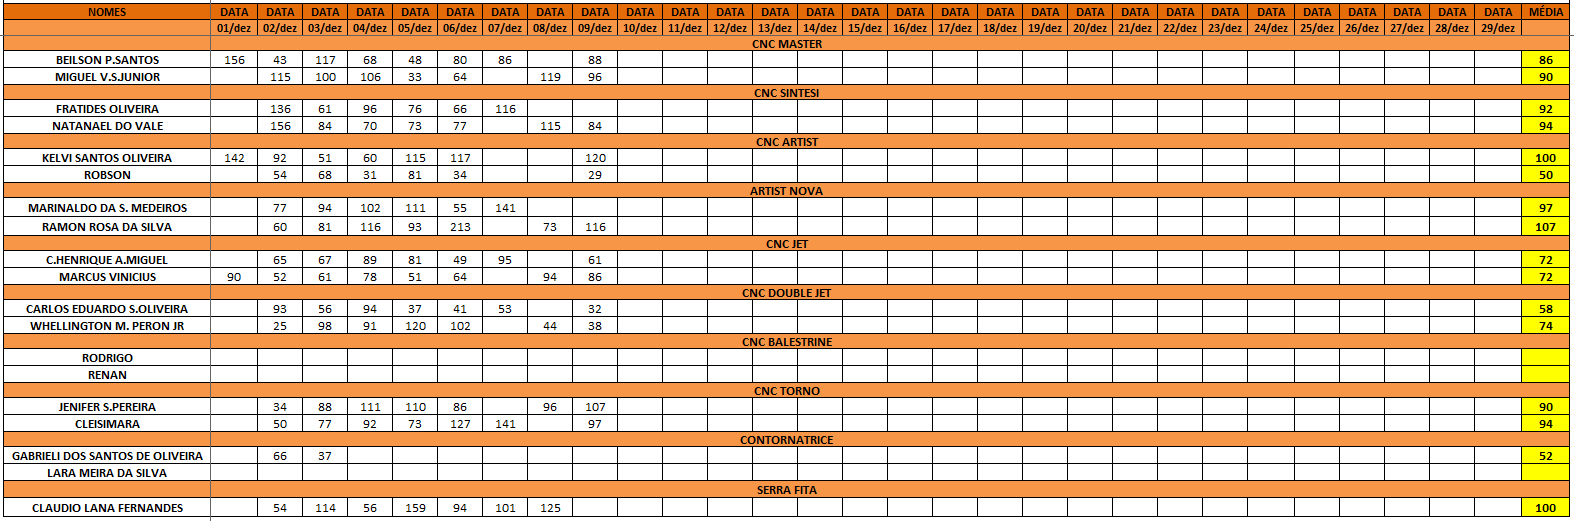 NOMES DATA DATA DATA DATA DATA DATA DATA DATA DATA DATA DATA DATA DATA DATA DATA DATA DATA DATA DATA DATA DATA DATA DATA DATA DATA DATA DATA DATA DATA MÉDIA
01/dez 02/dez 03/dez 04/dez 05/dez 06/dez 07/dez 08/dez 09/dez 10/dez 11/dez 12/dez 13/dez 14/dez 15/dez 16/dez 17/dez 18/dez 19/dez 20/dez 21/dez 22/dez 23/dez 24/dez 25/dez 26/dez 27/dez 28/dez 29/dez
CNC MASTER
BEILSON P.SANTOS 156 43 117 68 48 80 86 88 86
MIGUEL V.S.JUNIOR 115 100 106 33 64 119 96 90
CNC SINTESI
FRATIDES OLIVEIRA 136 61 96 76 66 116 92
NATANAEL DO VALE 156 84 70 73 77 115 84 94
CNC ARTIST
KELVI SANTOS OLIVEIRA 142 92 51 60 115 117 120 100
ROBSON 54 68 31 81 34 29 50
ARTIST NOVA
MARINALDO DA S. MEDEIROS 77 94 102 111 55 141 97
RAMON ROSA DA SILVA 60 81 116 93 213 73 116 107
CNC JET
C.HENRIQUE A.MIGUEL 65 67 89 81 49 95 61 72
MARCUS VINICIUS 90 52 61 78 51 64 94 86 72
CNC DOUBLE JET
CARLOS EDUARDO S.OLIVEIRA 93 56 94 37 41 53 32 58
WHELLINGTON M. PERON JR 25 98 91 120 102 44 38 74
CNC BALESTRINE
RODRIGO
RENAN
CNC TORNO
JENIFER S.PEREIRA 34 88 111 110 86 96 107 90
CLEISIMARA 50 77 92 73 127 141 97 94
CONTORNATRICE
GABRIELI DOS SANTOS DE OLIVEIRA 66 37 52
LARA MEIRA DA SILVA
SERRA FITA
CLAUDIO LANA FERNANDES 54 114 56 159 94 101 125 100